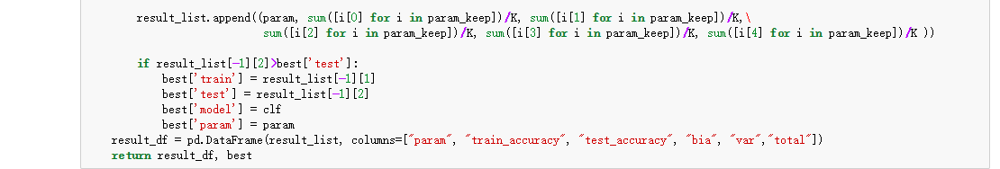 result_list.append((param, sum([i[0] for i in param_keep])/K, sum([i[1] for i in param_keep])/K,\
sum([i[2] for i in param_keep])/K, sum([i[3] for i in param_keep])/K, sum([i[4] for i in param_keep])/K ))
if result_list[-1][2]>best['test']:
best['train'] = result_list[-1][1]
best['test'] = result_list[-1][2]
best['model'] = clf
best['param'] = param
result_df = pd.DataFrame(result_list, columns=["param", "train_accuracy", "test_accuracy", "bia", "var","total"])
return result_df, best